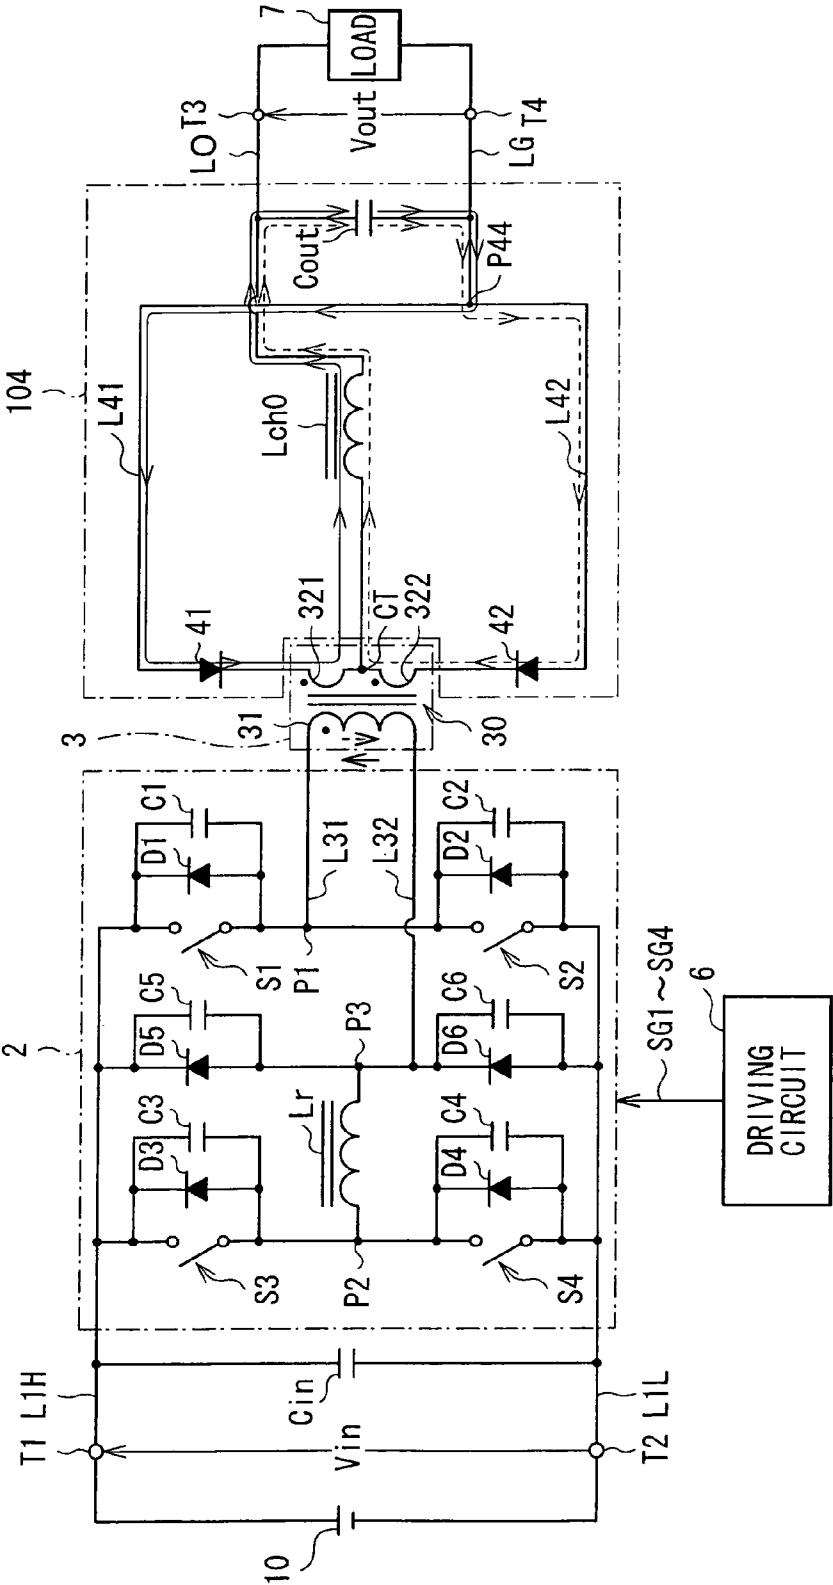 10
T1
L1H
Vin
Cin
T2
L1L
2
S3
D3
C3
P2
Lr
S4
D4
C4
D5
C5
P3
D6
C6
S1
D1
C1
P1
L31
L32
S2
D2
C2
DRIVING
CIRCUIT
6
SG1～SG4
3
31
30
321
CT
322
41
42
104
L41
Lch0
L42
Cout
P44
LO
T3
Vout
LG
T4
7
LOAD